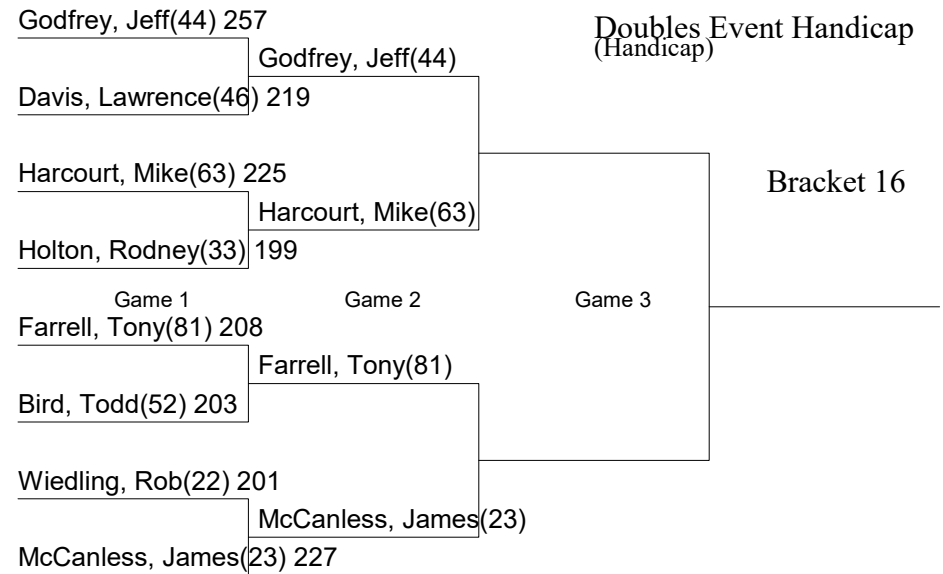 Godfrey, Jeff(44) 257
Doubles Event Handicap
(Handicap)
Godfrey, Jeff(44)
Davis, Lawrence(46) 219
Harcourt, Mike(63) 225
Bracket 16
Harcourt, Mike(63)
Holton, Rodney(33) 199
Game 1 Game 2 Game 3
Farrell, Tony(81) 208
Farrell, Tony(81)
Bird, Todd(52) 203
Wiedling, Rob(22) 201
McCanless, James(23)
McCanless, James(23) 227